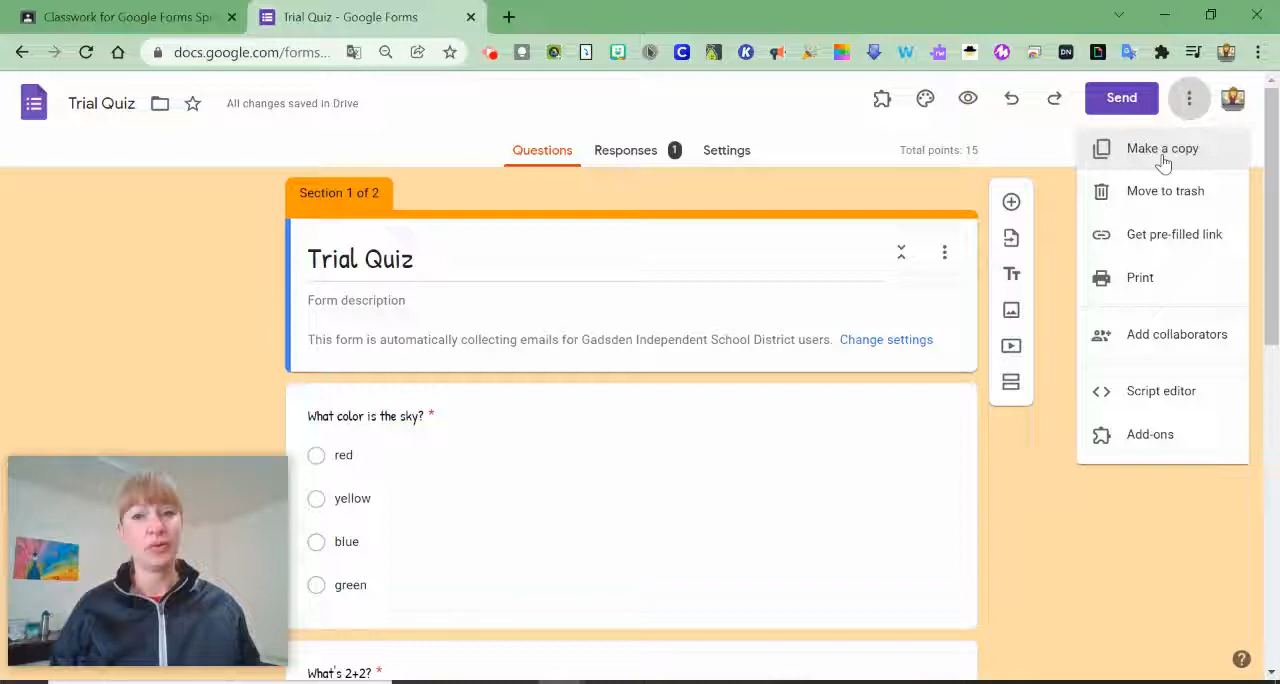 Classwork for Google Forms Sp
Trial Quiz - Google Forms
docs.google.com/forms...
Trial Quiz
All changes saved in Drive
Send
Questions
Responses 1
Settings
Total points: 15
Make a copy
Move to trash
Get pre-filled link
Print
Add collaborators
Script editor
Add-ons
Section 1 of 2
Trial Quiz
Form description
This form is automatically collecting emails for Gadsden Independent School District users. Change settings
What color is the sky? *
red
yellow
blue
green
What's 2+2? *